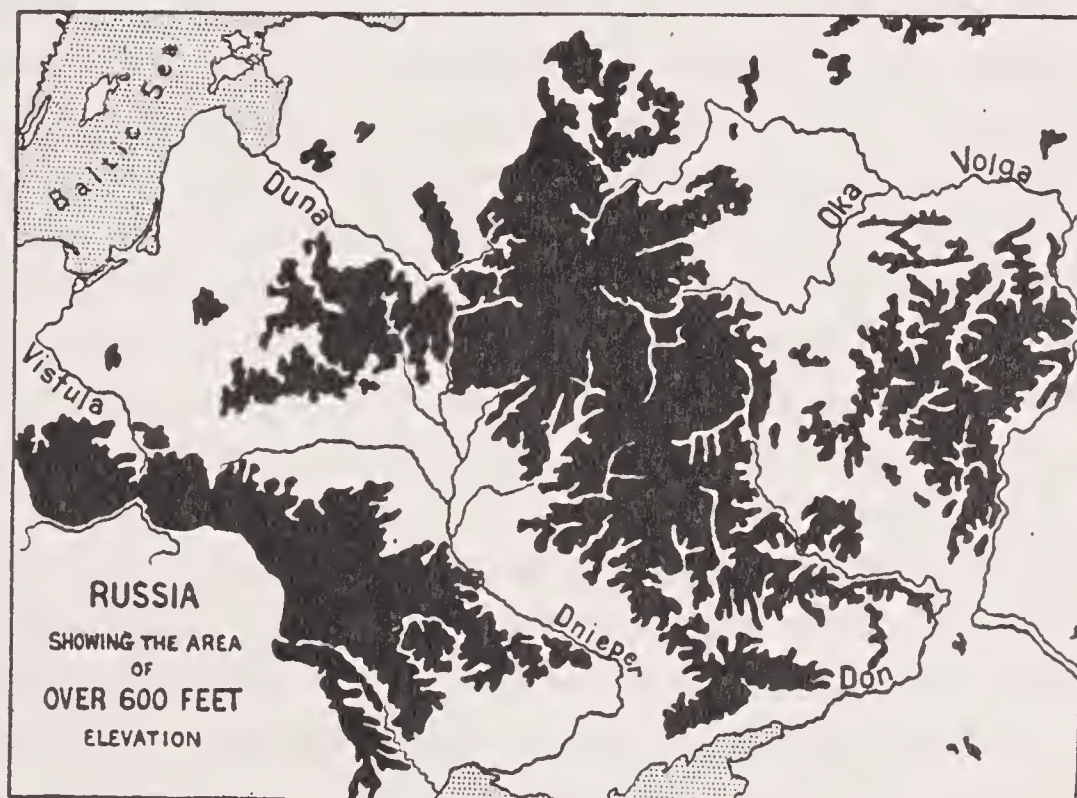 Baltic Sea
Duna
Volga
Oka
Vistula
Dnieper
Don
RUSSIA
SHOWING THE AREA
OF
OVER 600 FEET
ELEVATION